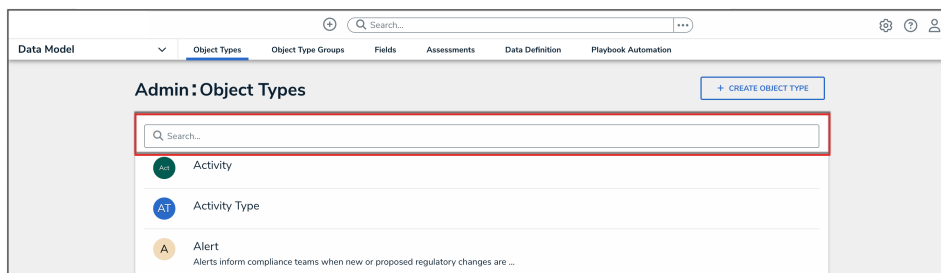 Search...
Data Model Object Types Object Type Groups Fields Assessments Data Definition Playbook Automation
Admin: Object Types
+ CREATE OBJECT TYPE
Search...
Act Activity
AT Activity Type
A Alert
Alerts inform compliance teams when new or proposed regulatory changes are ...